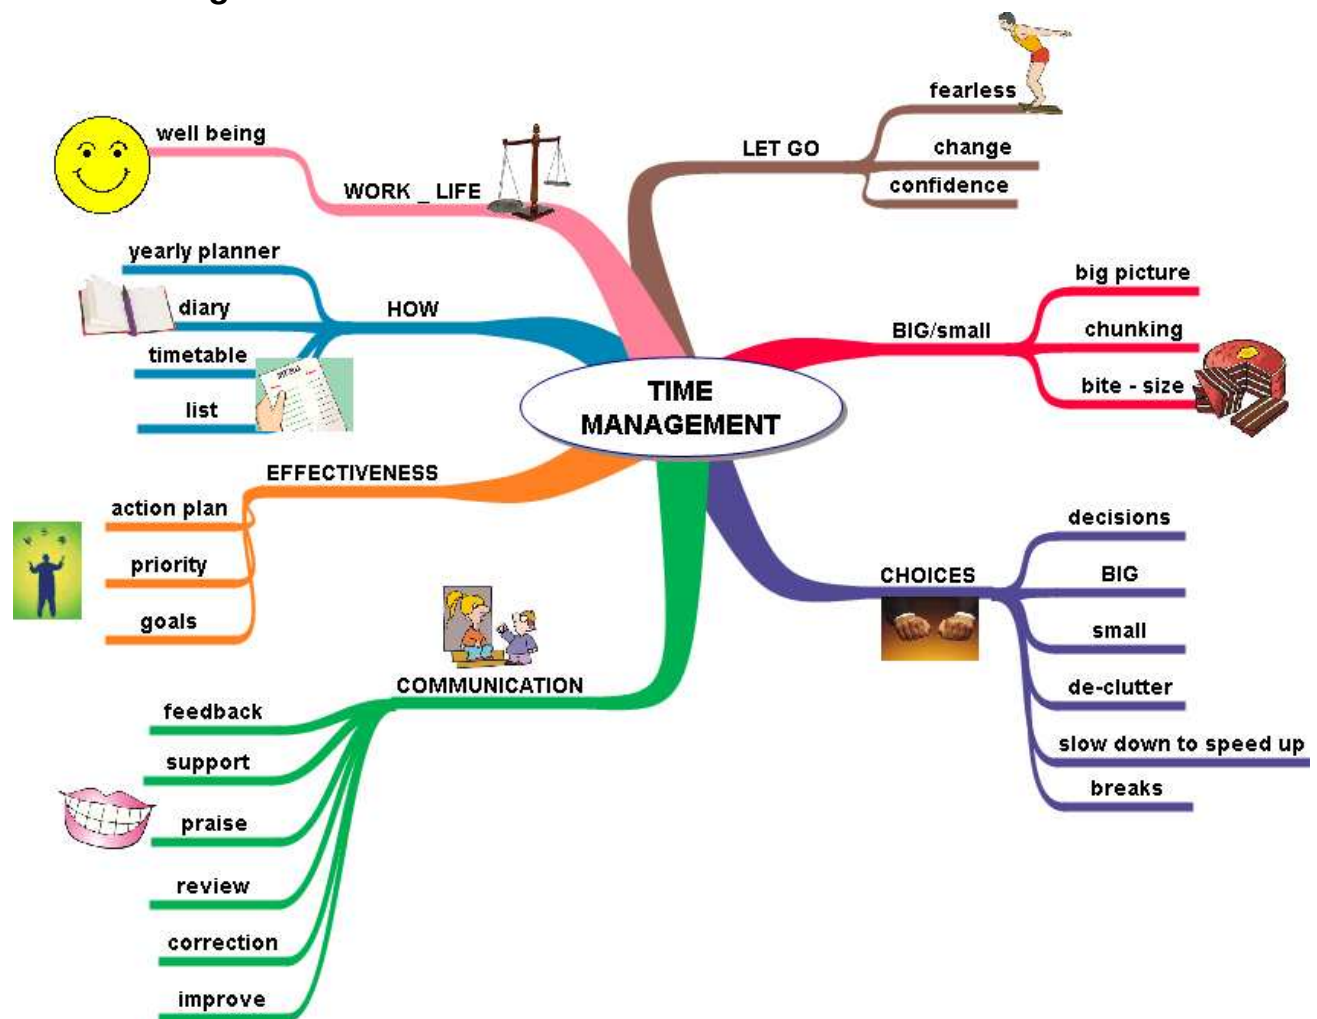 TIME
MANAGEMENT
LET GO
fearless
change
confidence
BIG/small
big picture
chunking
bite - size
CHOICES
decisions
BIG
small
de-clutter
slow down to speed up
breaks
COMMUNICATION
feedback
support
praise
review
correction
improve
EFFECTIVENESS
action plan
priority
goals
HOW
yearly planner
diary
timetable
list
WORK _ LIFE
well being